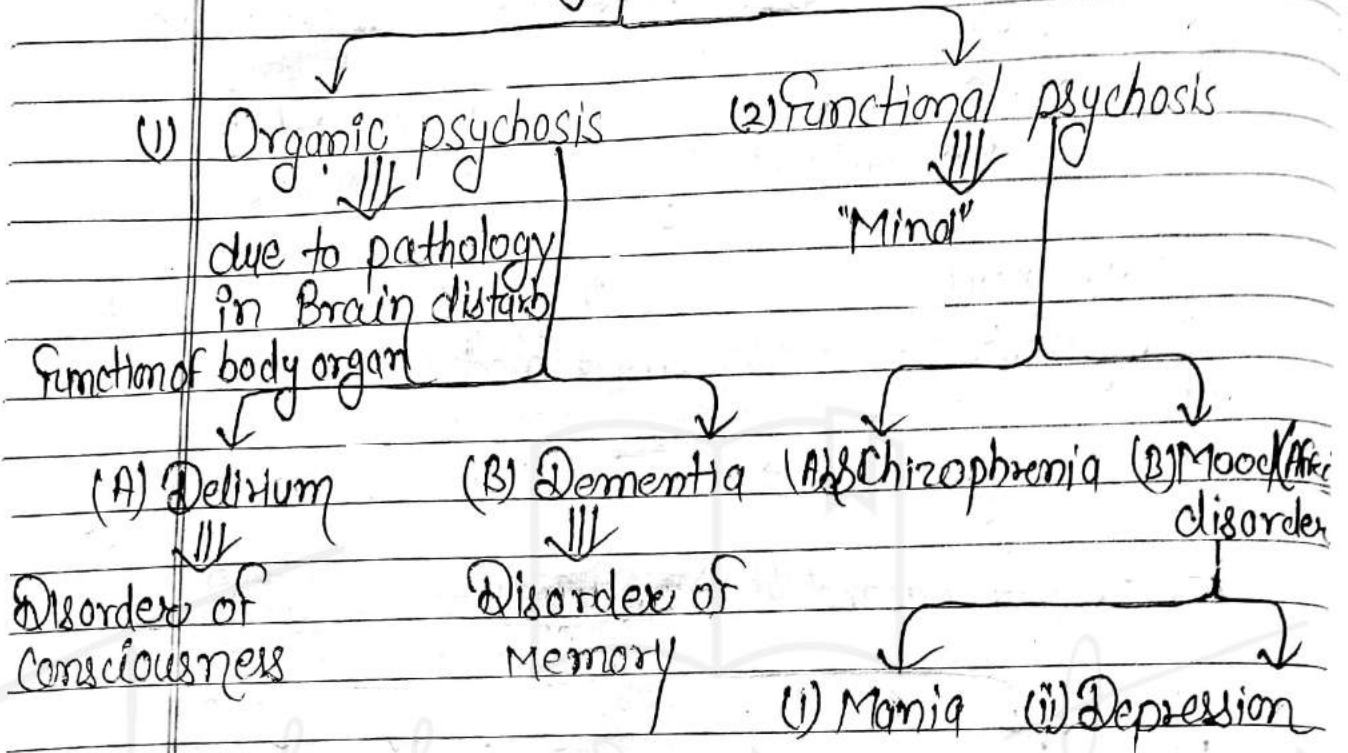 (1) Organic psychosis (2) Functional psychosis
due to pathology "Mind"
in Brain disturb
function of body organ
(A) Delirium (B) Dementia (A) Schizophrenia (B) Mood/(Affec
disorder
Disorder of Disorder of
consciousness Memory
(i) Mania (ii) Depression